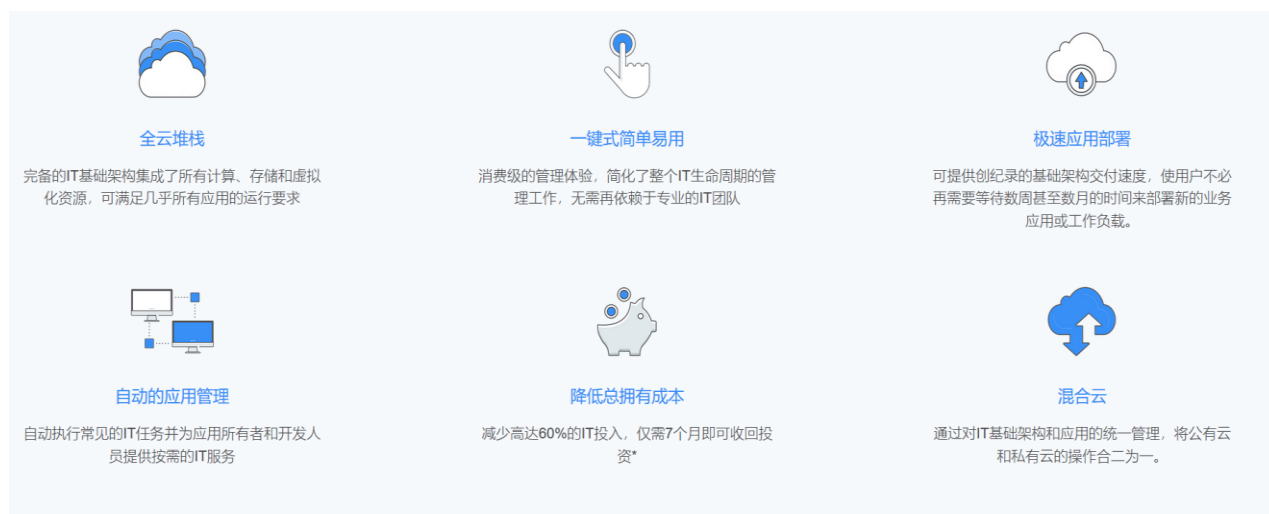 全云堆栈
完备的IT基础架构集成了所有计算、存储和虚拟
化资源，可满足几乎所有应用的运行要求
一键式简单易用
消费级的管理体验，简化了整个IT生命周期的管
理工作，无需再依赖于专业的IT团队
极速应用部署
可提供创纪录的基础架构交付速度，使用户不必
再需要等待数周甚至数月的时间来部署新的业务
应用或工作负载。
自动的应用管理
自动执行常见的IT任务并为应用所有者和开发人
员提供按需的IT服务
降低总拥有成本
减少高达60%的IT投入，仅需7个月即可收回投
资*
混合云
通过对IT基础架构和应用的统一管理，将公有云
和私有云的操作合二为一。